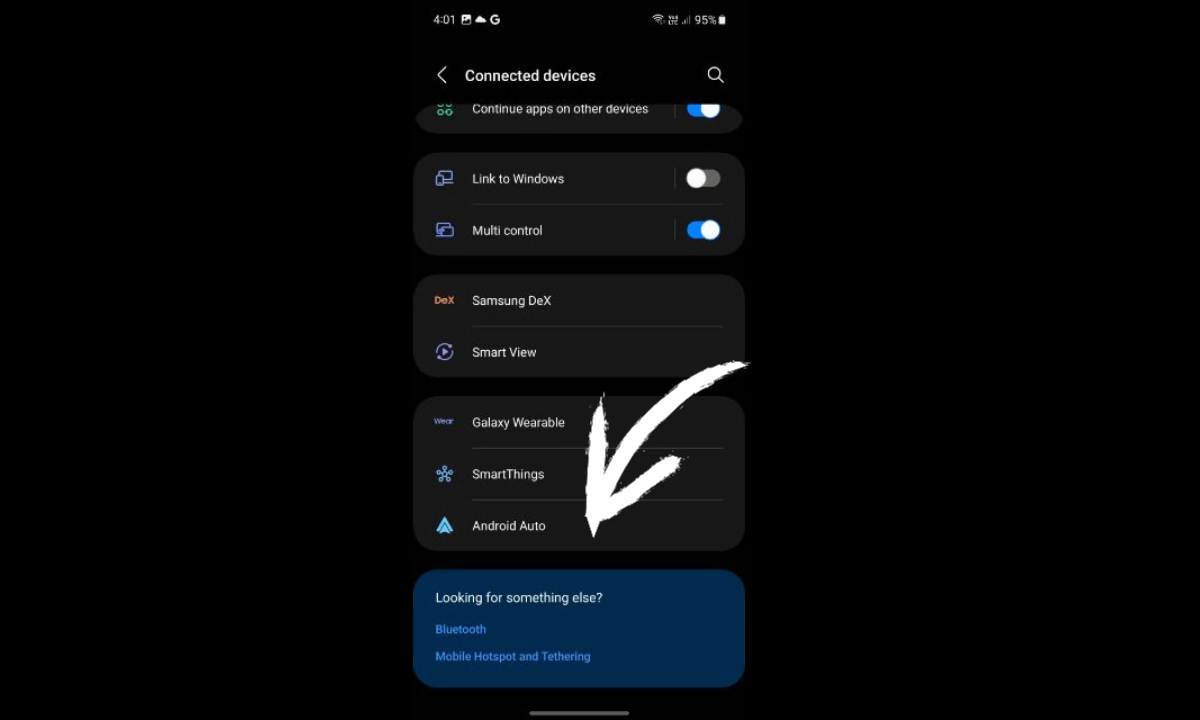 4:01 G 95%
Connected devices
Continue apps on other devices
Link to Windows
Multi control
DeX Samsung DeX
Smart View
Wear Galaxy Wearable
SmartThings
Android Auto
Looking for something else?
Bluetooth
Mobile Hotspot and Tethering